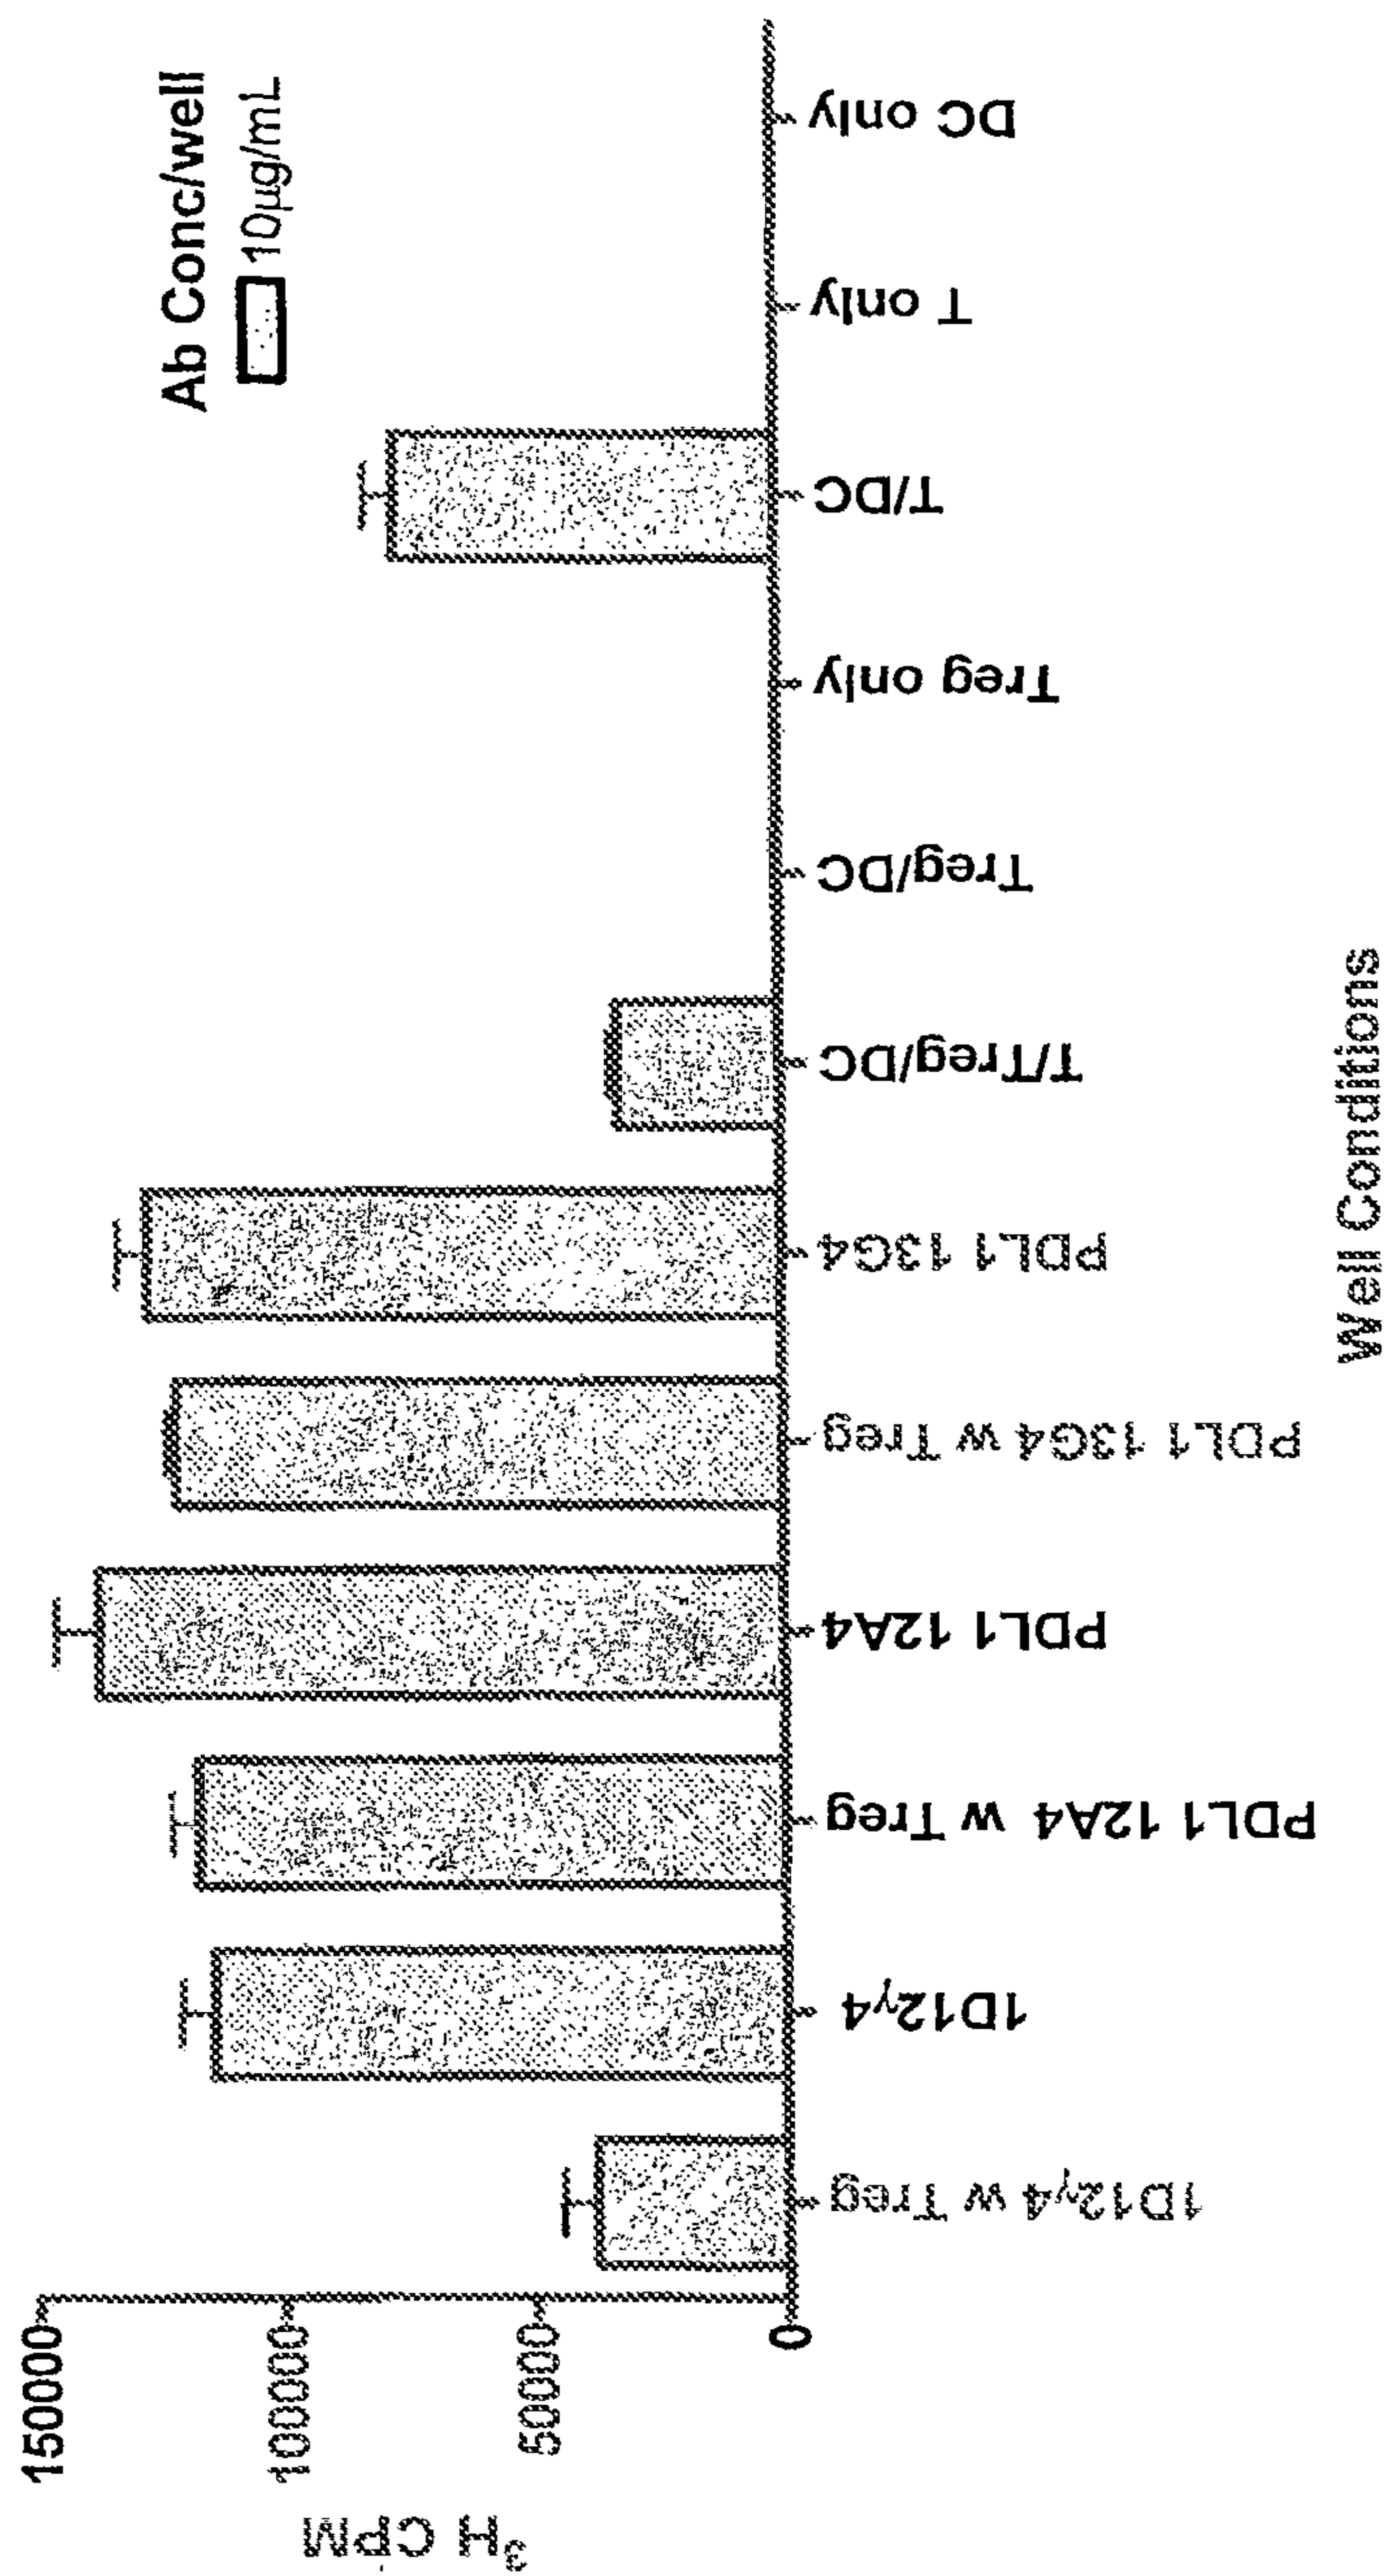 Ab Conc/well
10µg/mL
³H CPM
150000
100000
50000
0
1D12γ4 w Treg
1D12γ4
PDL1 12A4 w Treg
PDL1 12A4
PDL1 13G4 w Treg
PDL1 13G4
T/Treg/DC
Treg/DC
Treg only
T/DC
T only
DC only
Well Conditions